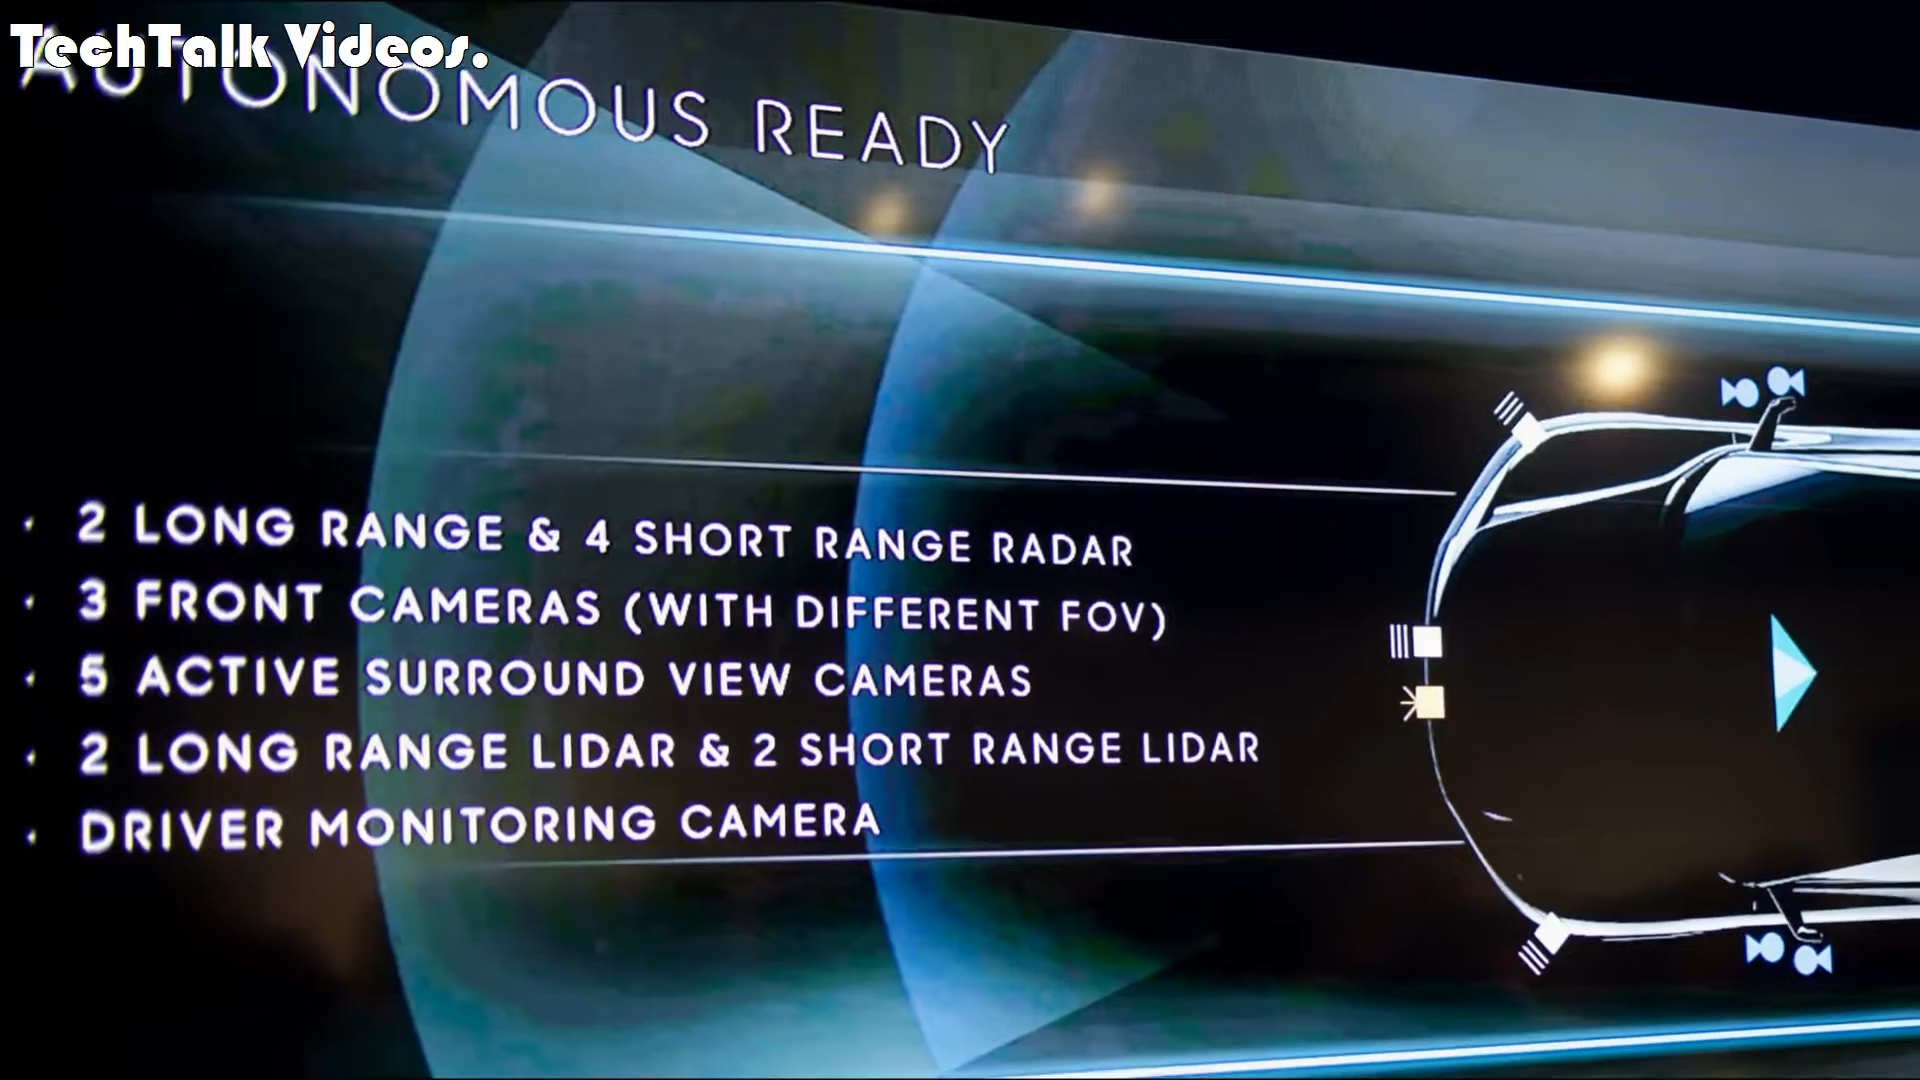 TechTalk Videos.
AUTONOMOUS READY
2 LONG RANGE & 4 SHORT RANGE RADAR
3 FRONT CAMERAS (WITH DIFFERENT FOV)
5 ACTIVE SURROUND VIEW CAMERAS
2 LONG RANGE LIDAR & 2 SHORT RANGE LIDAR
DRIVER MONITORING CAMERA